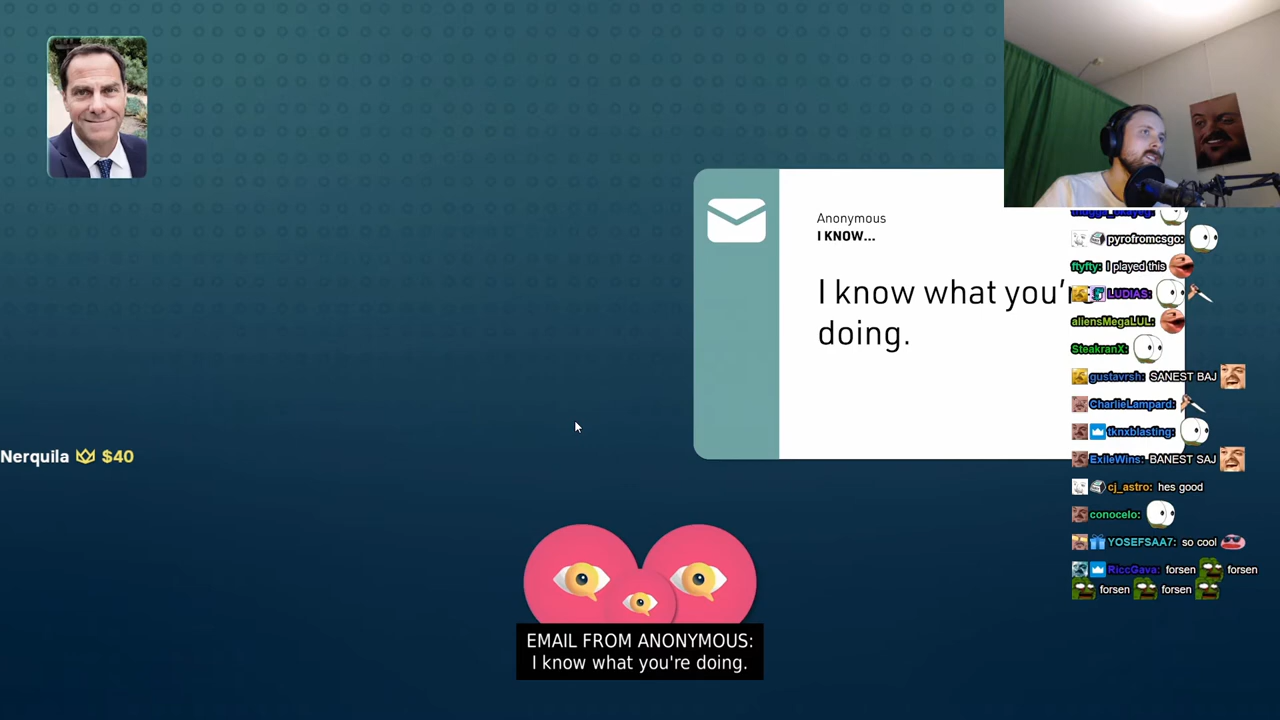 Anonymous
I KNOW...
I know what you'r
doing.
Nerquila $40
EMAIL FROM ANONYMOUS:
I know what you're doing.
pyrofromcsgo:
ftyfty: I played this
LUDIAS:
aliensMegaLUL:
SteakranX:
gustavrsh: SANEST BAJ
CharlieLampard:
tknxblasting:
ExileWins: BANEST SAJ
cj_astro: hes good
conocelo:
YOSEFSAA7: so cool
RiccGava: forsen forsen
forsen forsen